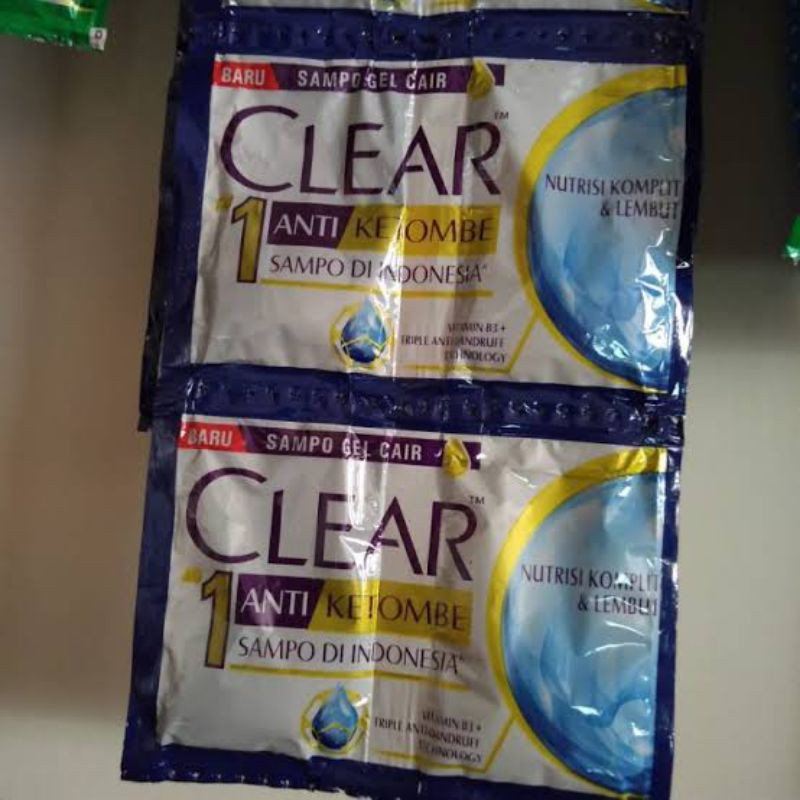 BARU SAMPO GEL CAIR
CLEAR™
#1 ANTI KETOMBE
SAMPO DI INDONESIA*
NUTRISI KOMPLIT
& LEMBUT
VITAMIN B3+
TRIPLE ANTI DANDRUFF
TECHNOLOGY
BARU SAMPO GEL CAIR
CLEAR™
#1 ANTI KETOMBE
SAMPO DI INDONESIA*
NUTRISI KOMPLIT
& LEMBUT
VITAMIN B3+
TRIPLE ANTI DANDRUFF
TECHNOLOGY